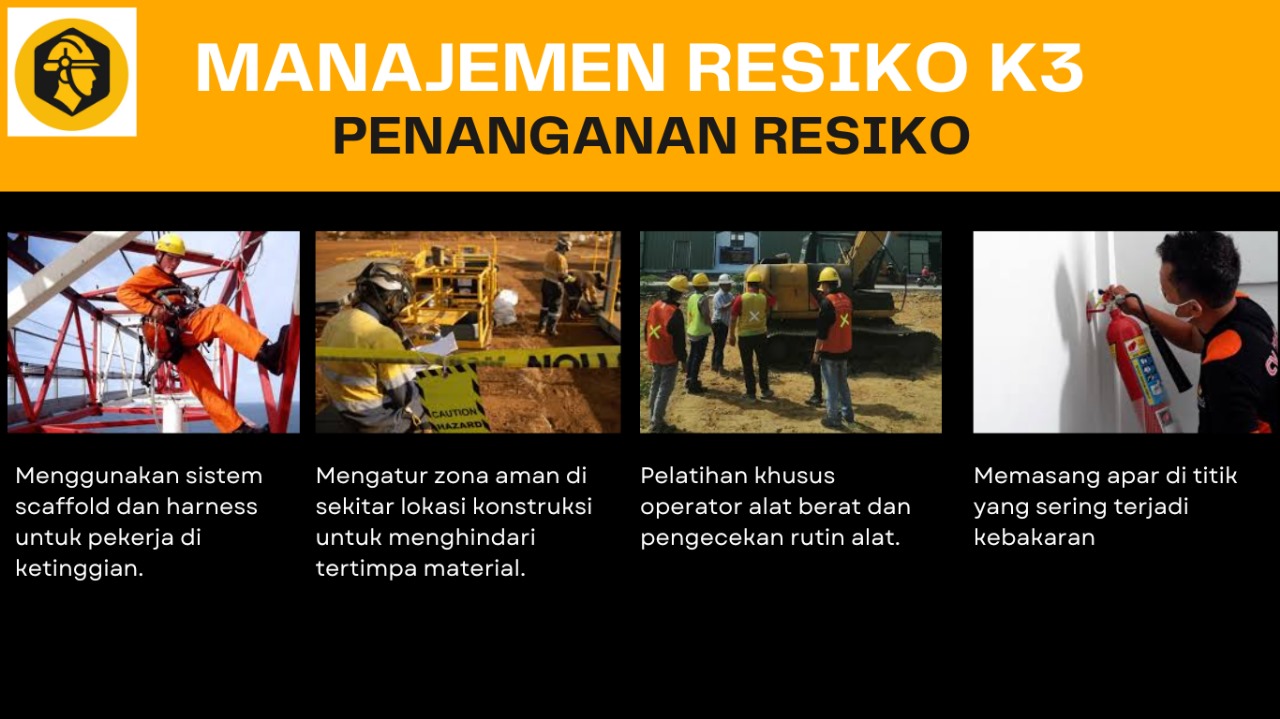 MANAJEMEN RESIKO K3
PENANGANAN RESIKO
CAUTION
HAZARD
Menggunakan sistem
scaffold dan harness
untuk pekerja di
ketinggian.
Mengatur zona aman di
sekitar lokasi konstruksi
untuk menghindari
tertimpa material.
Pelatihan khusus
operator alat berat dan
pengecekan rutin alat.
Memasang apar di titik
yang sering terjadi
kebakaran